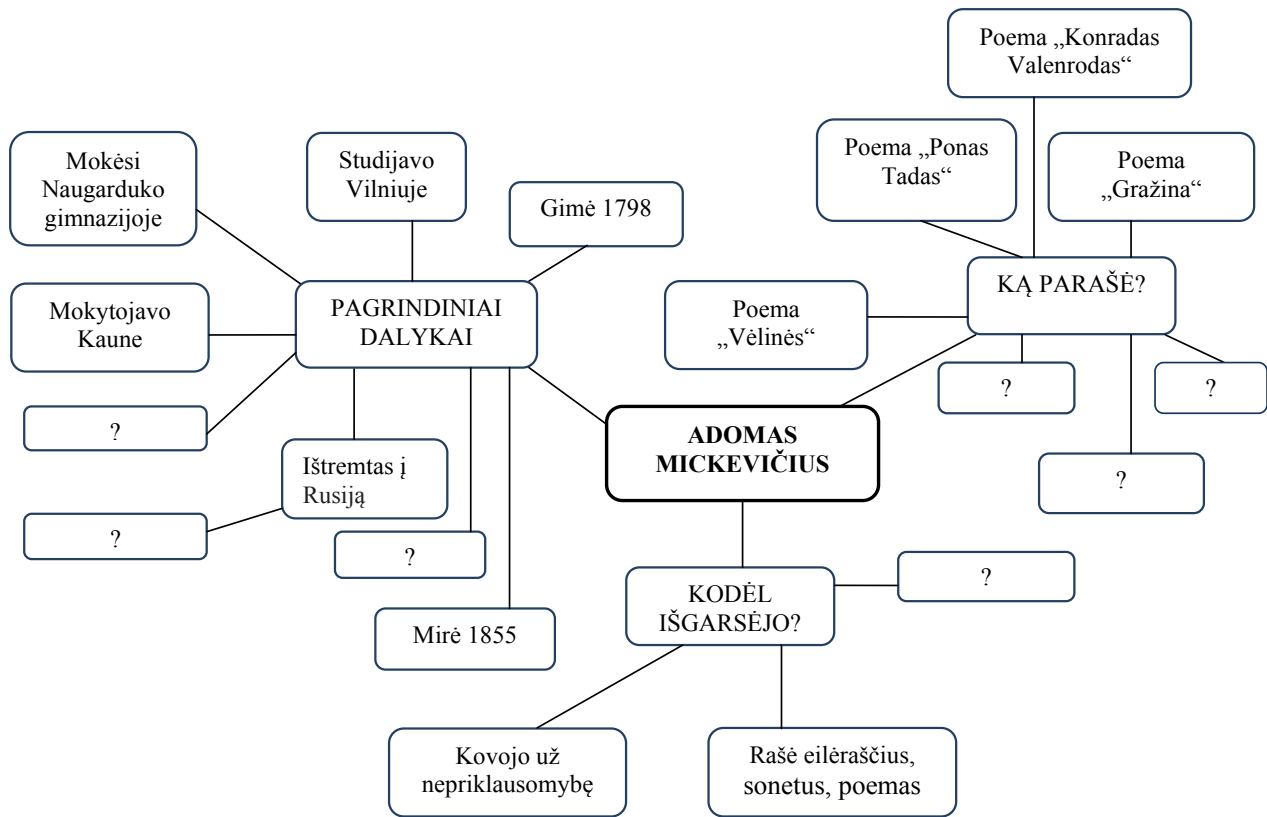 Poema „Konradas
Valenrodas“
Mokėsi
Naugarduko
gimnazijoje
Studijavo
Vilniuje
Gimė 1798
Poema „Ponas
Tadas“
Poema
„Gražina“
Mokytojavo
Kaune
PAGRINDINIAI
DALYKAI
Poema
„Vėlinės“
KĄ PARAŠĖ?
?
?
?
?
Ištremtas į
Rusiją
?
?
ADOMAS
MICKEVIČIUS
Mirė 1855
KODĖL
IŠGARSĖJO?
?
Kovojo už
nepriklausomybę
Rašė eilėraščius,
sonetus, poemas